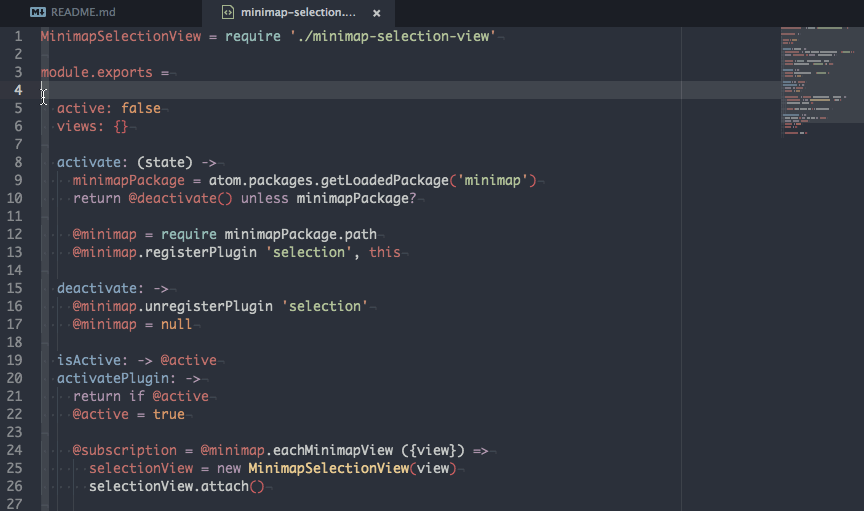 README.md
minimap-selection....
1 MinimapSelectionView = require './minimap-selection-view'
2
3 module.exports =
4
5 active: false
6 views: {}
7
8 activate: (state) ->
9 minimapPackage = atom.packages.getLoadedPackage('minimap')
10 return @deactivate() unless minimapPackage?
11
12 @minimap = require minimapPackage.path
13 @minimap.registerPlugin 'selection', this
14
15 deactivate: ->
16 @minimap.unregisterPlugin 'selection'
17 @minimap = null
18
19 isActive: -> @active
20 activatePlugin: ->
21 return if @active
22 @active = true
23
24 @subscription = @minimap.eachMinimapView ({view}) =>
25 selectionView = new MinimapSelectionView(view)
26 selectionView.attach()
27